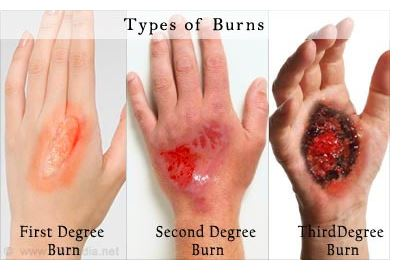 Types of Burns
First Degree
Burn
Second Degree
Burn
ThirdDegree
Burn